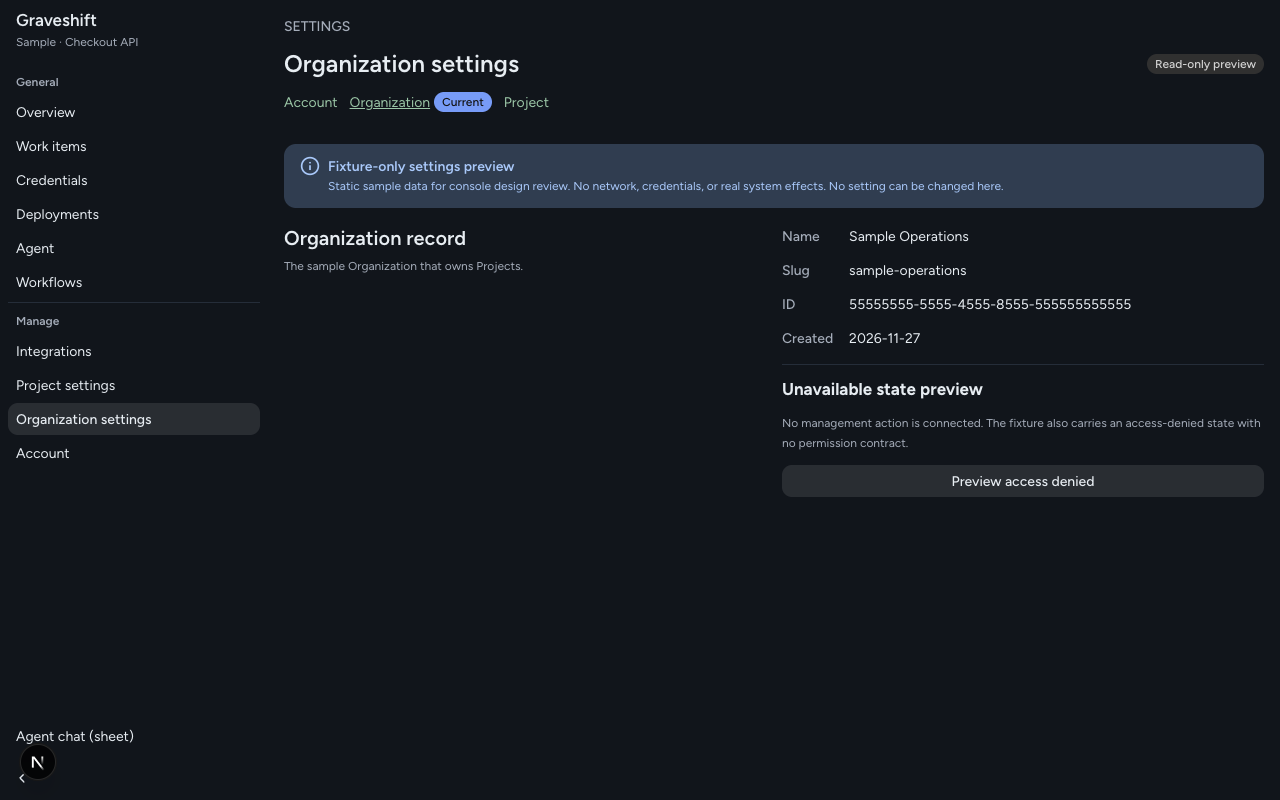 Graveshift
Sample · Checkout API
General
Overview
Work items
Credentials
Deployments
Agent
Workflows
Manage
Integrations
Project settings
Organization settings
Account
Agent chat (sheet)
N
SETTINGS
Organization settings
Read-only preview
Account Organization Current Project
Fixture-only settings preview
Static sample data for console design review. No network, credentials, or real system effects. No setting can be changed here.
Organization record
The sample Organization that owns Projects.
Name Sample Operations
Slug sample-operations
ID 55555555-5555-4555-8555-555555555555
Created 2026-11-27
Unavailable state preview
No management action is connected. The fixture also carries an access-denied state with
no permission contract.
Preview access denied